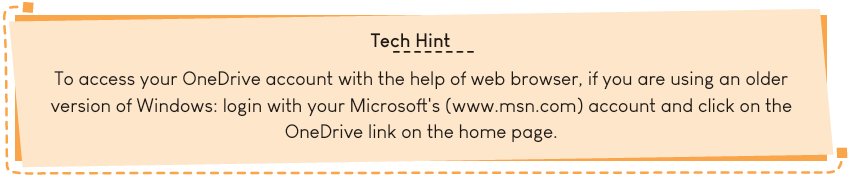 Tech Hint
To access your OneDrive account with the help of web browser, if you are using an older
version of Windows: login with your Microsoft's (www.msn.com) account and click on the
OneDrive link on the home page.